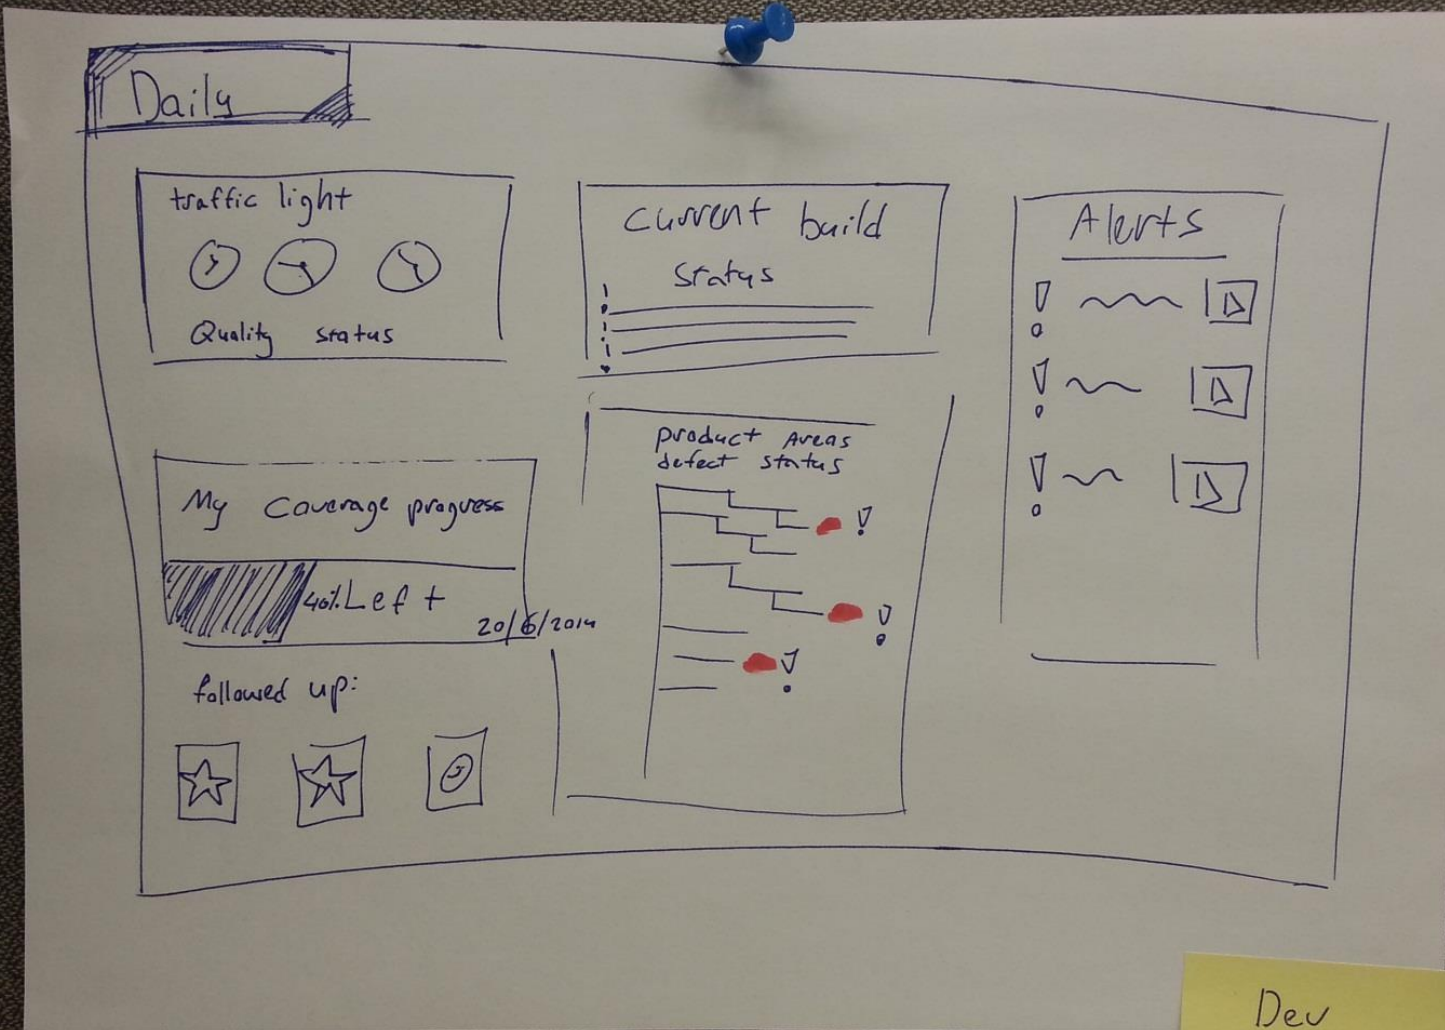 Daily
traffic light
Quality status
current build
status
Alerts
product Areas
defect status
My Coverage progress
40% Left
20/6/2014
followed up:
Dev